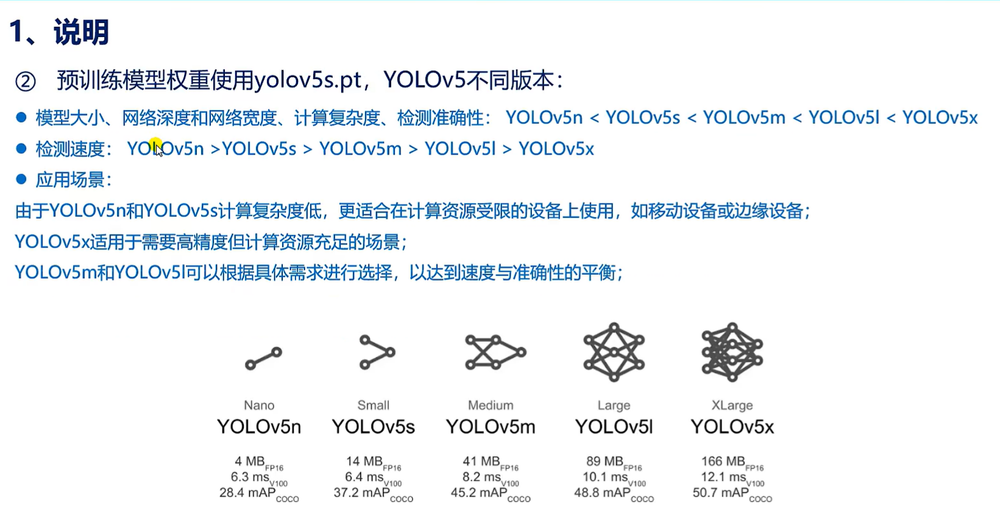 1、说明
② 预训练模型权重使用yolov5s.pt，YOLOv5不同版本：
● 模型大小、网络深度和网络宽度、计算复杂度、检测准确性： YOLOv5n < YOLOv5s < YOLOv5m < YOLOv5l < YOLOv5x
● 检测速度： YOLOv5n >YOLOv5s > YOLOv5m > YOLOv5l > YOLOv5x
● 应用场景：
由于YOLOv5n和YOLOv5s计算复杂度低，更适合在计算资源受限的设备上使用，如移动设备或边缘设备；
YOLOv5x适用于需要高精度但计算资源充足的场景；
YOLOv5m和YOLOv5l可以根据具体需求进行选择，以达到速度与准确性的平衡；
Nano Small Medium Large XLarge
YOLOv5n YOLOv5s YOLOv5m YOLOv5l YOLOv5x
4 MB FP16 14 MB FP16 41 MB FP16 89 MB FP16 166 MB FP16
6.3 ms V100 6.4 ms V100 8.2 ms V100 10.1 ms V100 12.1 ms V100
28.4 mAP COCO 37.2 mAP COCO 45.2 mAP COCO 48.8 mAP COCO 50.7 mAP COCO